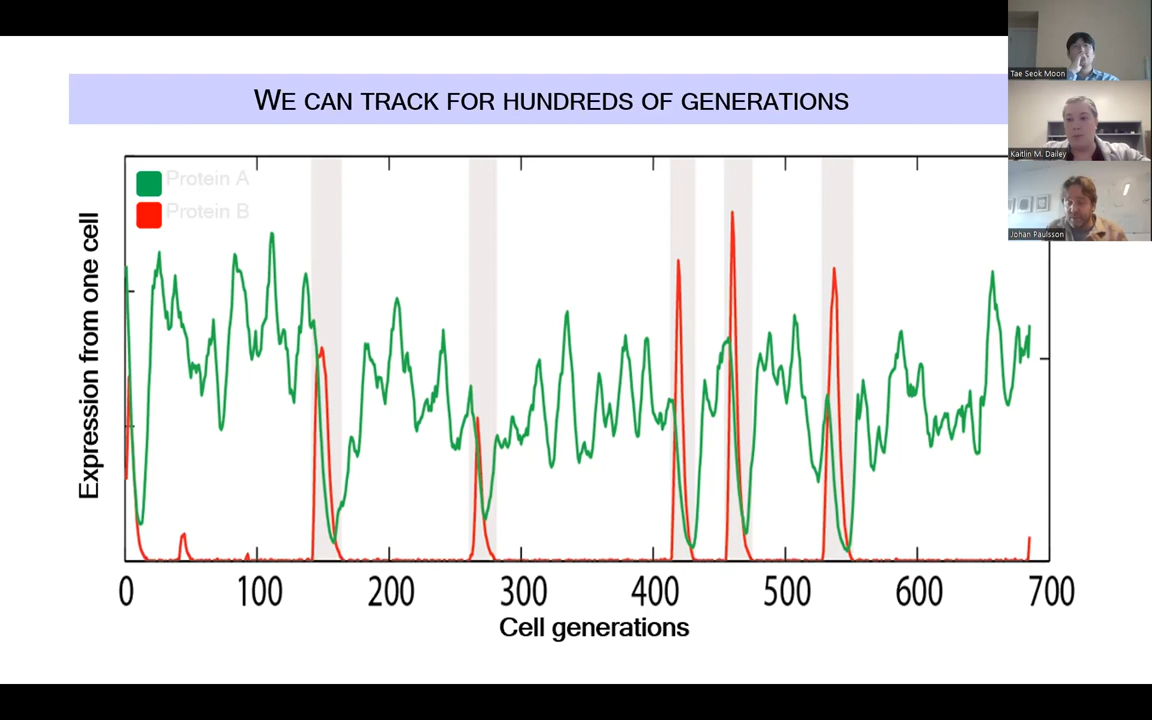 WE CAN TRACK FOR HUNDREDS OF GENERATIONS
Tae Seok Moon
Kaitlin M. Dailey
Johan Paulsson
Protein A
Protein B
Expression from one cell
0 100 200 300 400 500 600 700
Cell generations